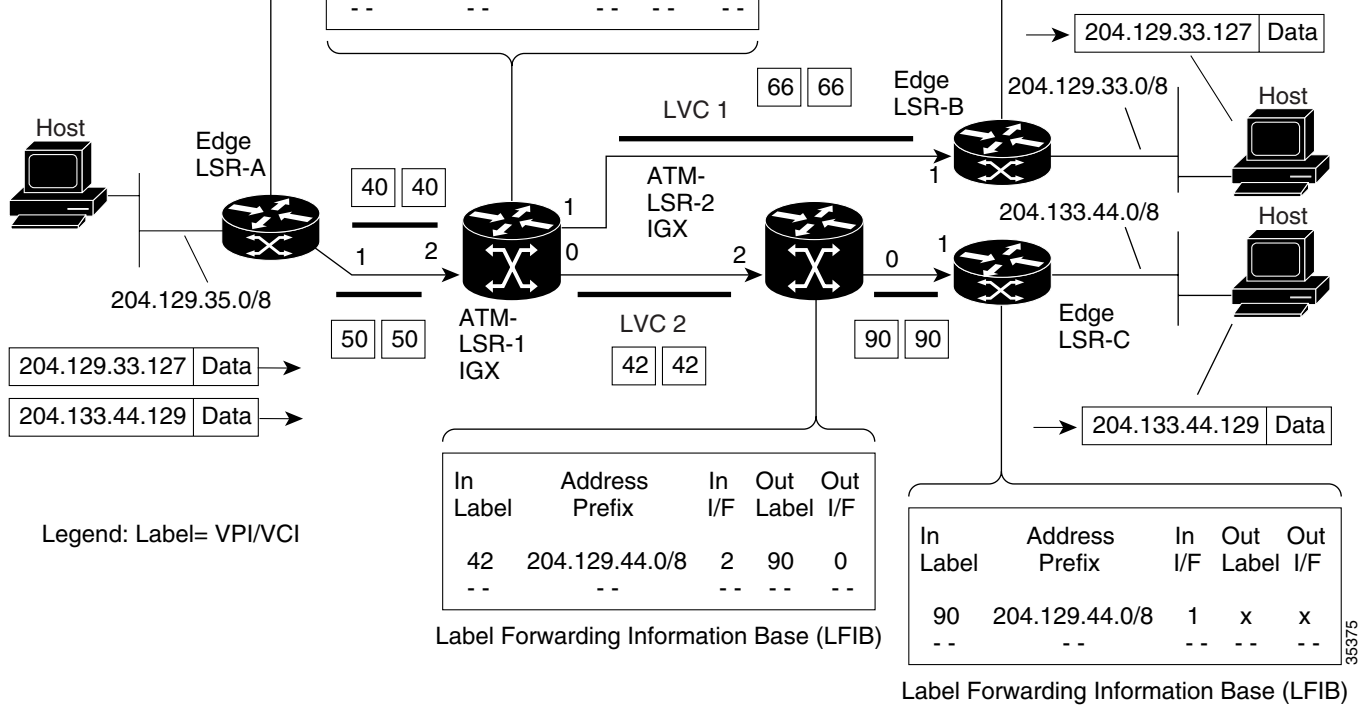 - - - - - - - - - -
204.129.33.127 Data
66 66
Edge
LSR-B
204.129.33.0/8
Host
LVC 1
Host
Edge
LSR-A
1
40 40
ATM-
LSR-2
IGX
204.133.44.0/8
Host
1
1 2
0
2
0
1
204.129.35.0/8
ATM-
LSR-1
IGX
LVC 2
Edge
LSR-C
50 50
42 42
90 90
204.129.33.127 Data
204.133.44.129 Data
204.133.44.129 Data
Legend: Label= VPI/VCI
In Address In Out Out
Label Prefix I/F Label I/F
42 204.129.44.0/8 2 90 0
- - - - - - - - - -
Label Forwarding Information Base (LFIB)
In Address In Out Out
Label Prefix I/F Label I/F
90 204.129.44.0/8 1 x x
- - - - - - - - - -
35375
Label Forwarding Information Base (LFIB)